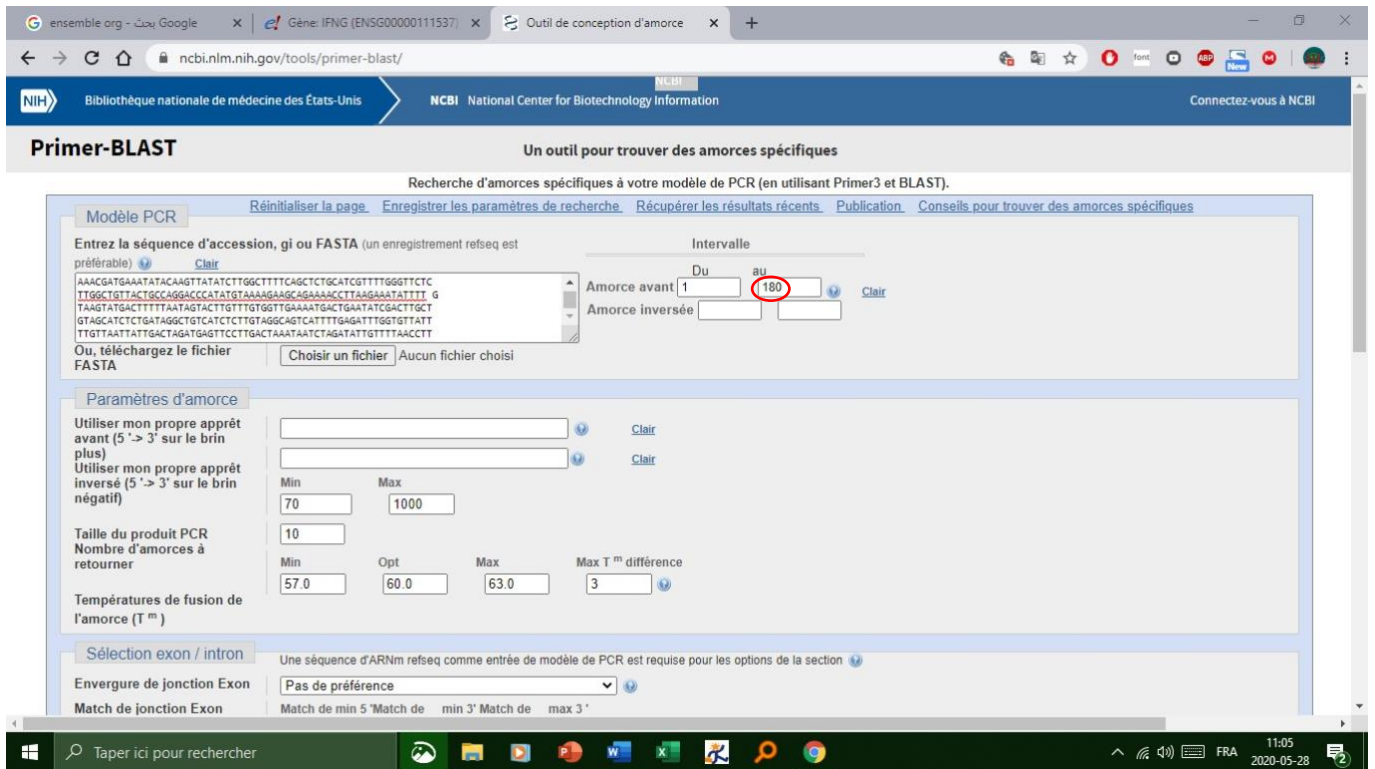 ensemble org - بحث Google
Gène: IFNG (ENSG00000111537)
Outil de conception d'amorce
ncbi.nlm.nih.gov/tools/primer-blast/
font
ABP
New
NCBI
NIH Bibliothèque nationale de médecine des États-Unis
NCBI National Center for Biotechnology Information
Connectez-vous à NCBI
Primer-BLAST
Un outil pour trouver des amorces spécifiques
Recherche d'amorces spécifiques à votre modèle de PCR (en utilisant Primer3 et BLAST).
Modèle PCR
Réinitialiser la page Enregistrer les paramètres de recherche Récupérer les résultats récents Publication Conseils pour trouver des amorces spécifiques
Entrez la séquence d'accession, gi ou FASTA (un enregistrement refseq est
préférable) Clair
Intervalle
AAACGATGAAATATACAAGTTATATCTTGGCTTTTCAGCTCTGCATCGTTTTGGGTTCTC
TTGGCTGTTACTGCCAGGACCCATATGTAAAAGAAGCAGAAAACCTTAAGAAATATTTT G
TAAGTATGACTTTTTAATAGTACTTGTTTGTGGTTGAAAATGACTGAATATCGACTTGCT
GTAGCATCTCTGATAGGCTGTCATCTCTTGTAGGCAGTCATTTTGAGATTTGGTGTTATT
TTGTTAATTATTGACTAGATGAGTTCCTTGACTAAATAATCTAGATATTGTTTTAACCTT
Du au
Amorce avant 1 180 Clair
Amorce inversée
Ou, téléchargez le fichier
FASTA
Choisir un fichier Aucun fichier choisi
Paramètres d'amorce
Utiliser mon propre apprêt
avant (5 '-> 3' sur le brin
plus)
Clair
Utiliser mon propre apprêt
inversé (5 '-> 3' sur le brin
négatif)
Clair
Min Max
70 1000
Taille du produit PCR
Nombre d'amorces à
retourner
10
Min Opt Max Max T m différence
57.0 60.0 63.0 3
Températures de fusion de
l'amorce (T m )
Sélection exon / intron
Une séquence d'ARNm refseq comme entrée de modèle de PCR est requise pour les options de la section
Envergure de jonction Exon
Pas de préférence
Match de jonction Exon
Match de min 5 'Match de min 3' Match de max 3 '
Taper ici pour rechercher
FRA
11:05
2020-05-28
2